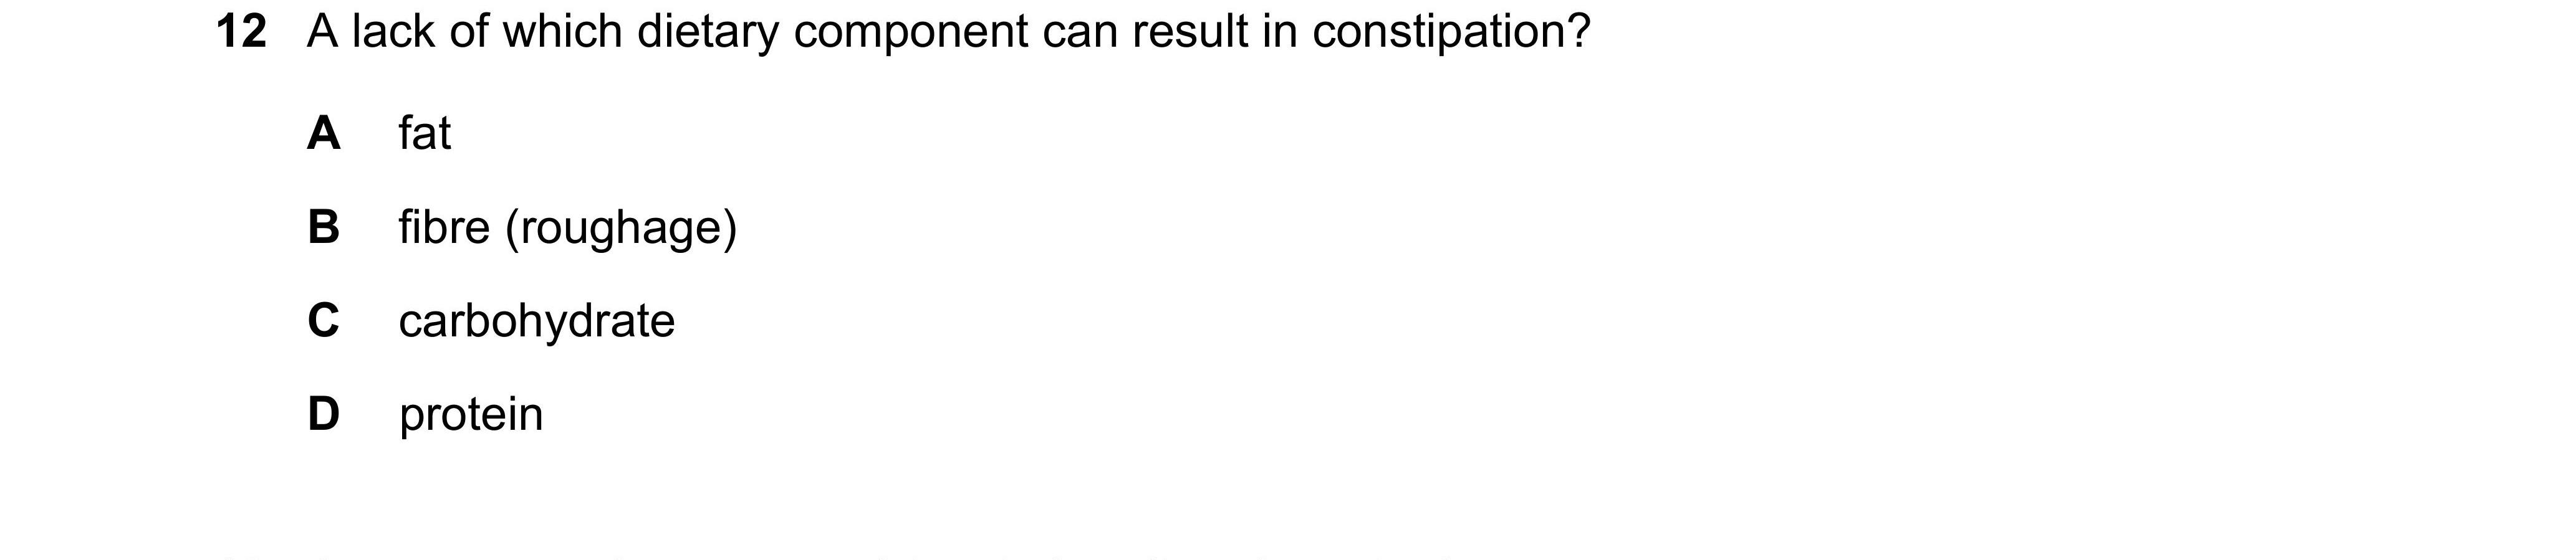 12 A lack of which dietary component can result in constipation?
A fat
B fibre (roughage)
C carbohydrate
D protein